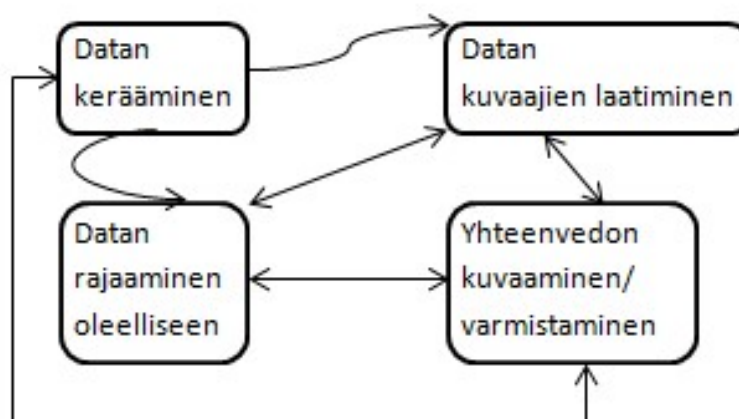 Datan
kerääminen
Datan
kuvaajien laatiminen
Datan
rajaaminen
oleelliseen
Yhteenvedon
kuvaaminen/
varmistaminen